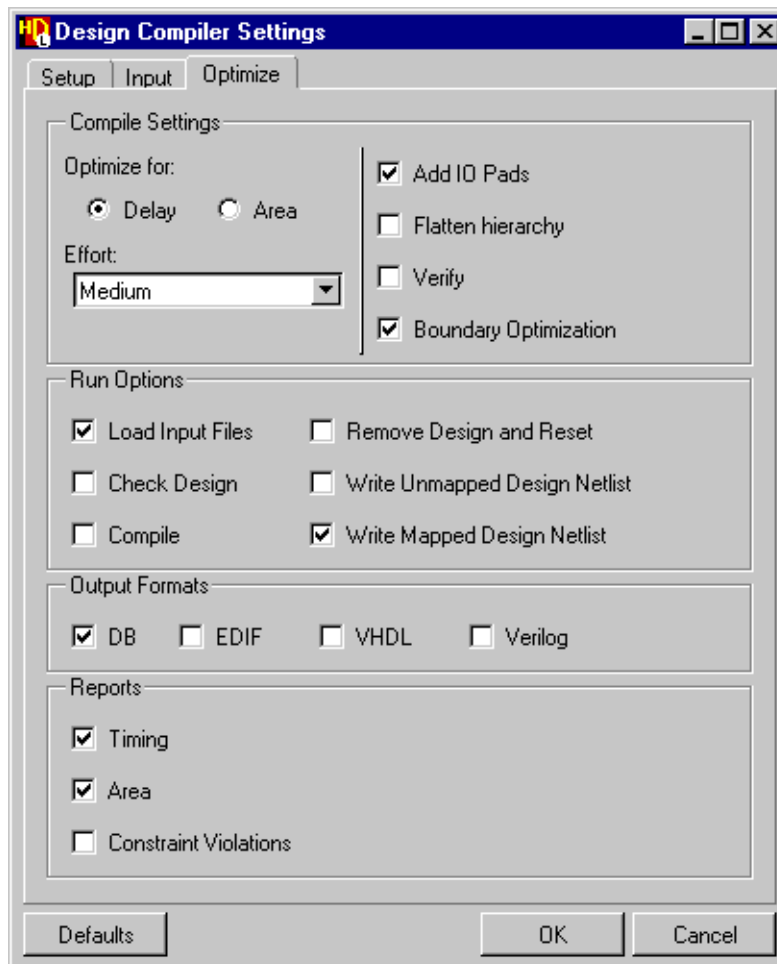 HDL Design Compiler Settings
Setup Input Optimize
Compile Settings
Optimize for:
Delay Area
Effort:
Medium
Add IO Pads
Flatten hierarchy
Verify
Boundary Optimization
Run Options
Load Input Files Remove Design and Reset
Check Design Write Unmapped Design Netlist
Compile Write Mapped Design Netlist
Output Formats
DB EDIF VHDL Verilog
Reports
Timing
Area
Constraint Violations
Defaults OK Cancel